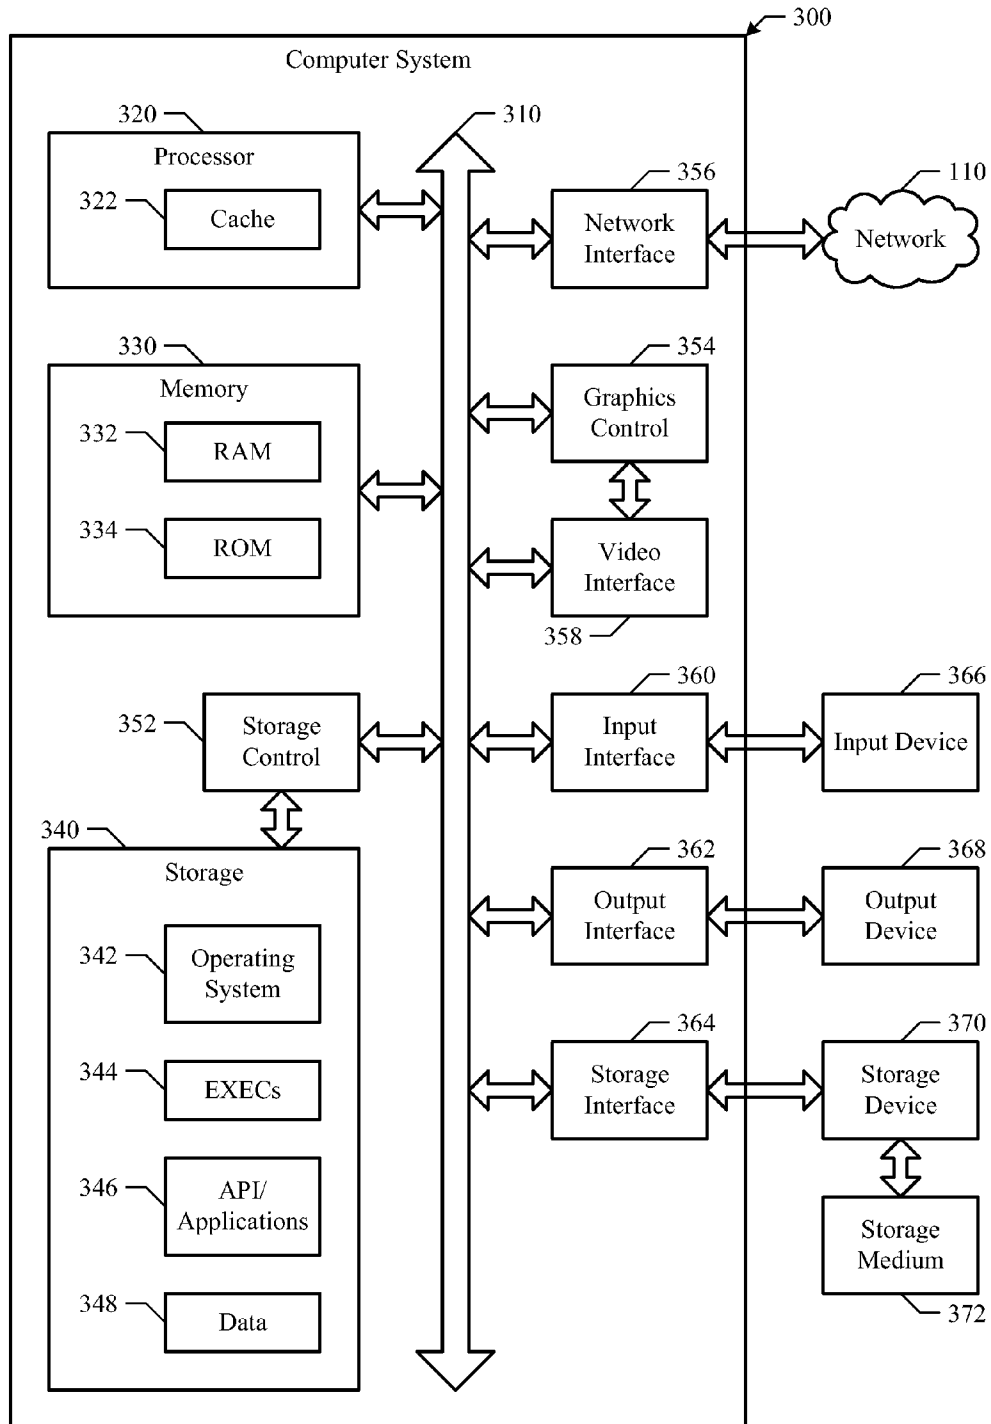 300
Computer System
320
310
Processor
322
Cache
356
Network
Interface
110
Network
330
Memory
332
RAM
334
ROM
354
Graphics
Control
Video
Interface
358
352
Storage
Control
360
Input
Interface
366
Input Device
340
Storage
342
Operating
System
344
EXECs
346
API/
Applications
348
Data
362
Output
Interface
368
Output
Device
364
Storage
Interface
370
Storage
Device
Storage
Medium
372